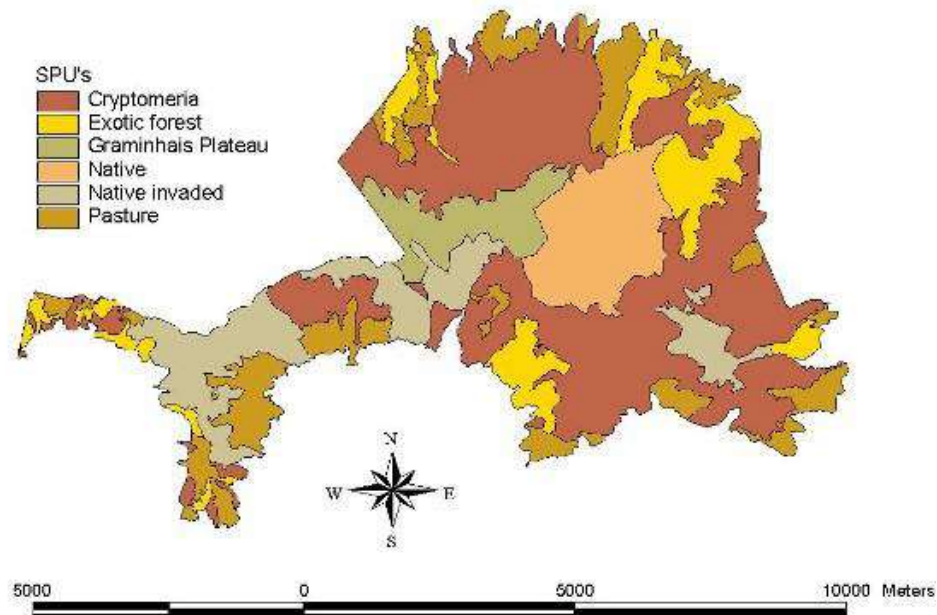 SPU's
Cryptomeria
Exotic forest
Graminhais Plateau
Native
Native invaded
Pasture
N
W E
S
5000 0 5000 10000 Meters